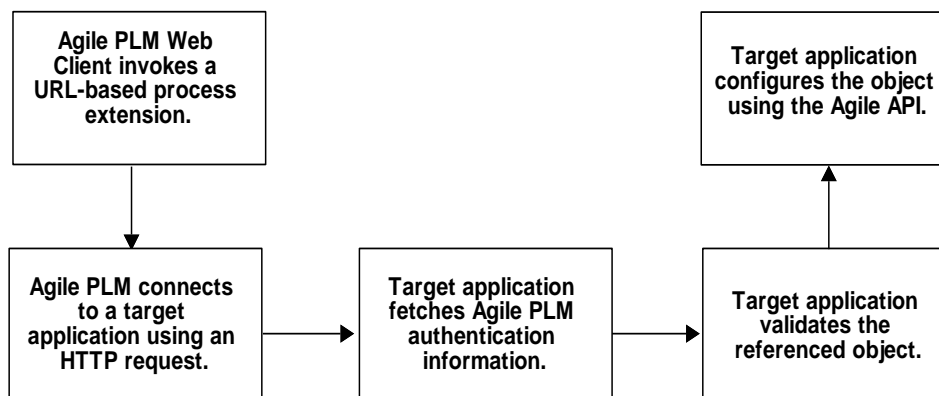 Agile PLM Web
Client invokes a
URL-based process
extension.
Agile PLM connects
to a target
application using an
HTTP request.
Target application
fetches Agile PLM
authentication
information.
Target application
validates the
referenced object.
Target application
configures the object
using the Agile API.